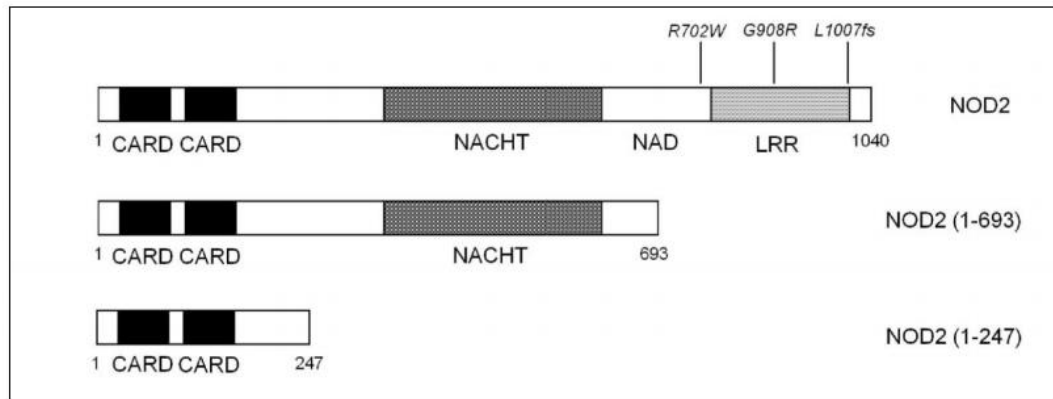 R702W G908R L1007fs
NOD2
1 CARD CARD NACHT NAD LRR 1040
NOD2 (1-693)
1 CARD CARD NACHT 693
NOD2 (1-247)
1 CARD CARD 247